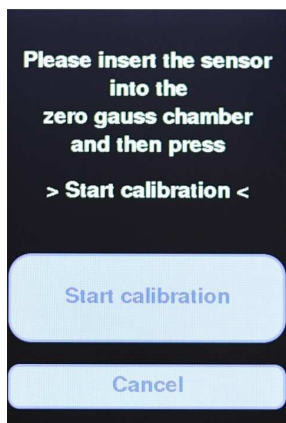 Please insert the sensor
into the
zero gauss chamber
and then press
> Start calibration <
Start calibration
Cancel